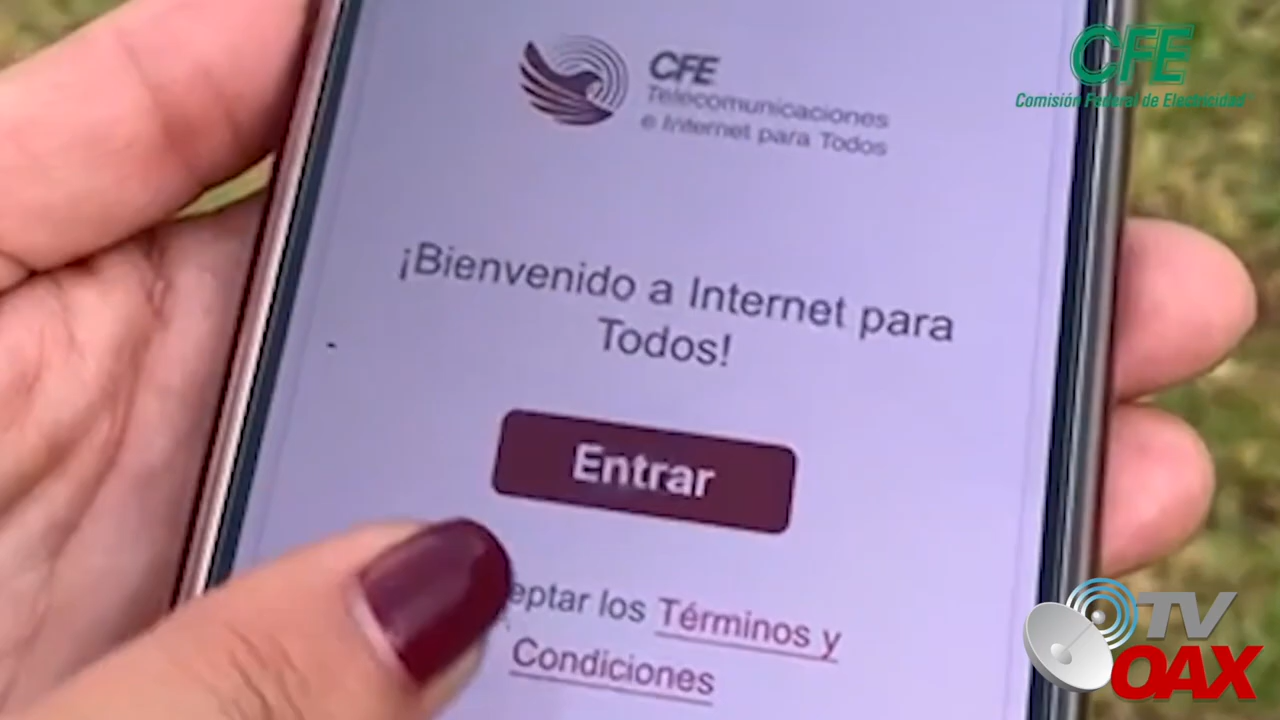 CFE
Telecomunicaciones
e Internet para Todos
¡Bienvenido a Internet para
Todos!
Entrar
los Términos y
Condiciones
CFE
Comisión Federal de Electricidad
TV
OAX